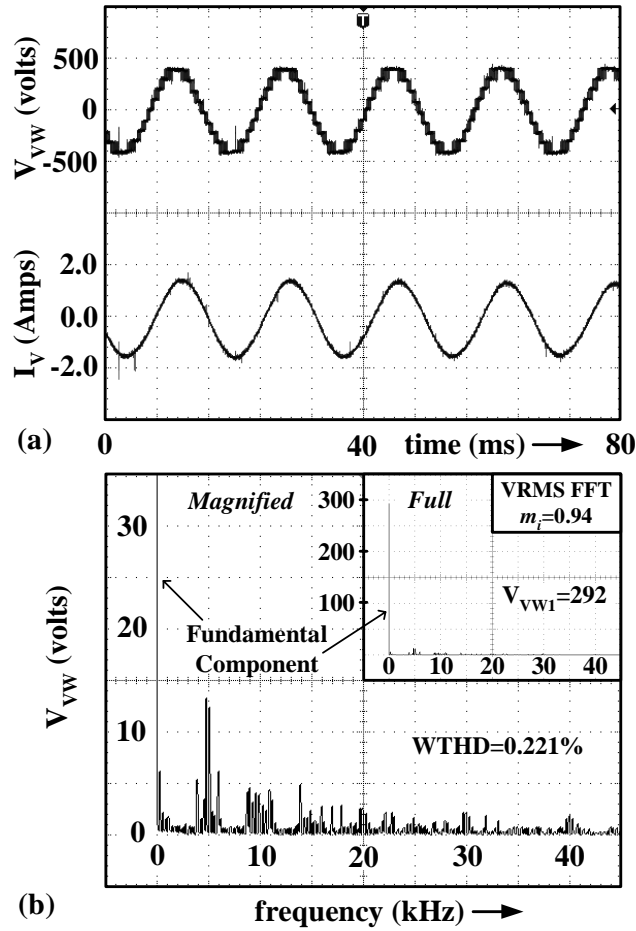 T
500
0
-500
V_VW (volts)
2.0
0.0
-2.0
I_V (Amps)
(a)
0
40
time (ms)
80
30
20
10
0
V_VW (volts)
Magnified
Full
VRMS FFT
m_i=0.94
300
200
100
0
10
20
30
40
V_VW1=292
Fundamental
Component
WTHD=0.221%
0
10
20
30
40
(b)
frequency (kHz)